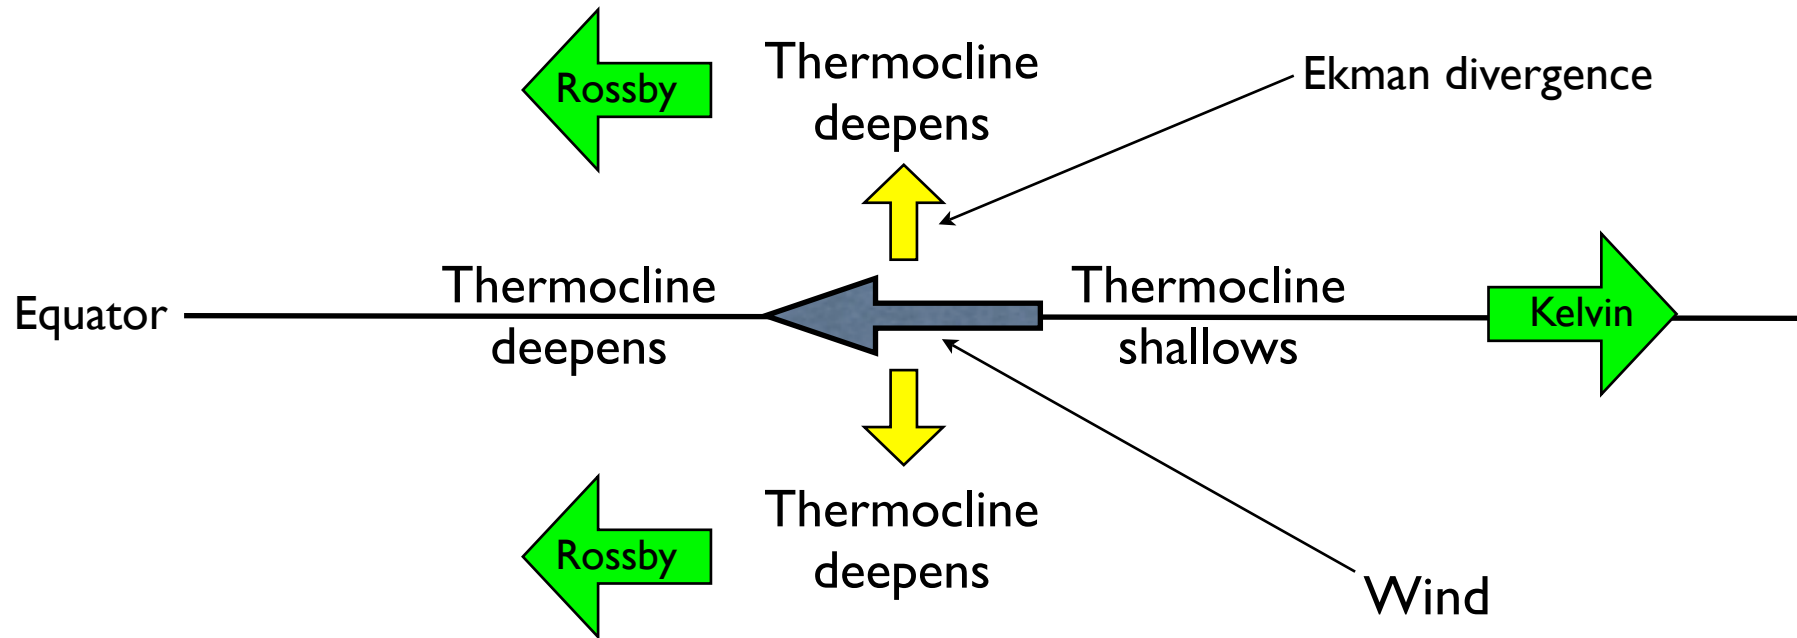 Rossby
Thermocline
deepens
Ekman divergence
Equator
Thermocline
deepens
Thermocline
shallows
Kelvin
Rossby
Thermocline
deepens
Wind